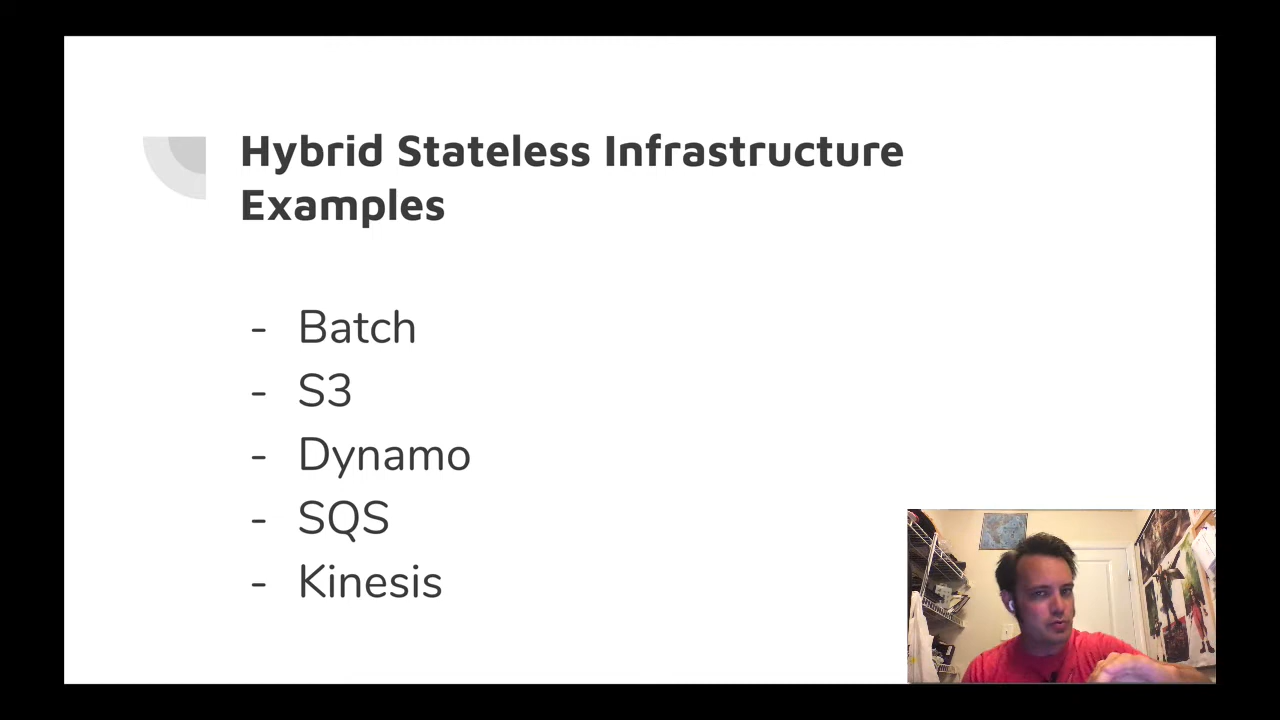 Hybrid Stateless Infrastructure
Examples
- Batch
- S3
- Dynamo
- SQS
- Kinesis